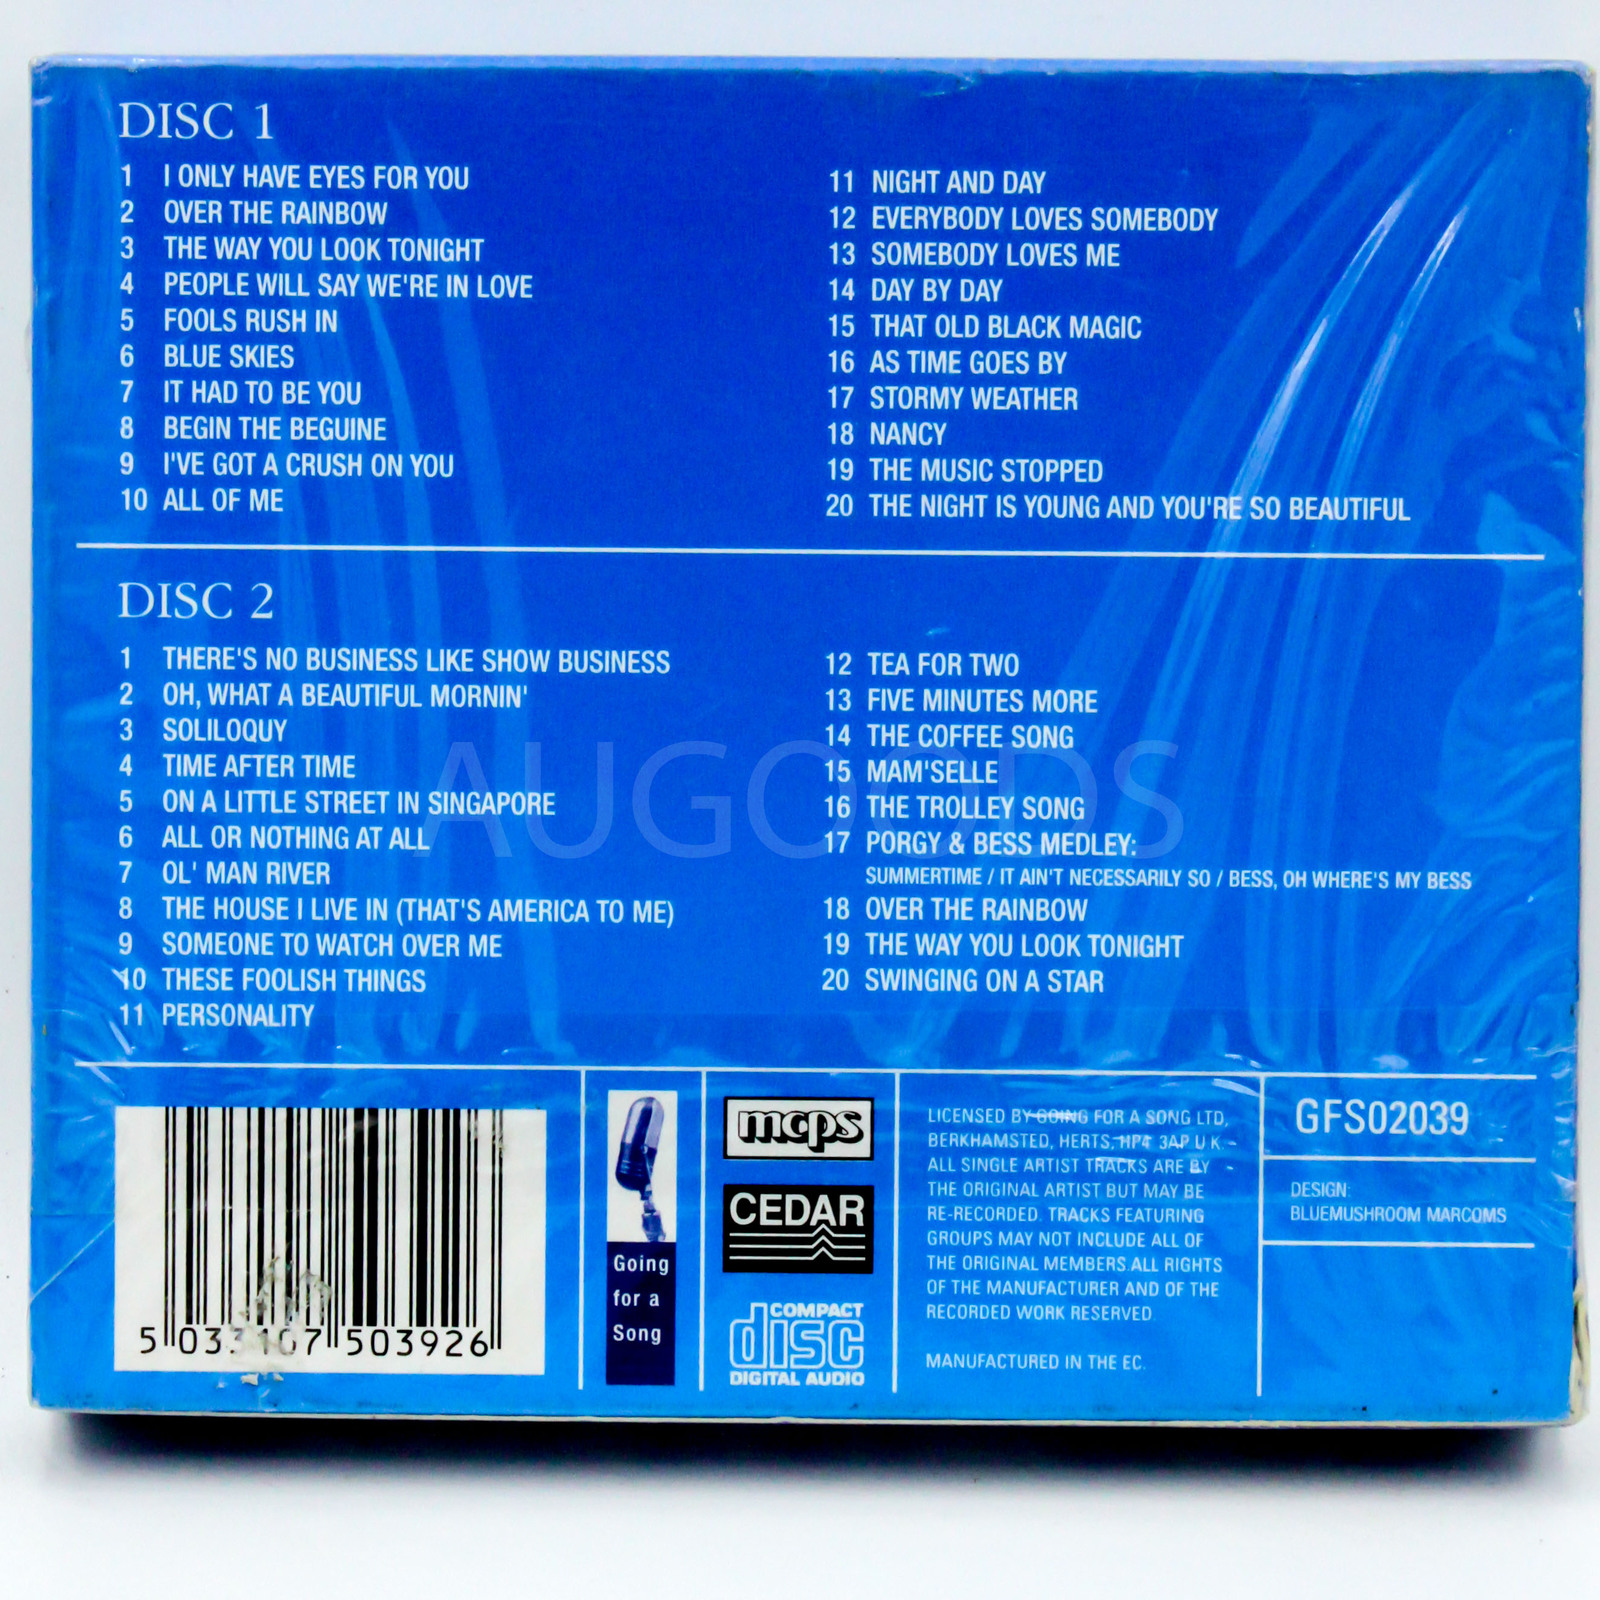 DISC 1
1 I ONLY HAVE EYES FOR YOU
2 OVER THE RAINBOW
3 THE WAY YOU LOOK TONIGHT
4 PEOPLE WILL SAY WE'RE IN LOVE
5 FOOLS RUSH IN
6 BLUE SKIES
7 IT HAD TO BE YOU
8 BEGIN THE BEGUINE
9 I'VE GOT A CRUSH ON YOU
10 ALL OF ME
11 NIGHT AND DAY
12 EVERYBODY LOVES SOMEBODY
13 SOMEBODY LOVES ME
14 DAY BY DAY
15 THAT OLD BLACK MAGIC
16 AS TIME GOES BY
17 STORMY WEATHER
18 NANCY
19 THE MUSIC STOPPED
20 THE NIGHT IS YOUNG AND YOU'RE SO BEAUTIFUL
DISC 2
1 THERE'S NO BUSINESS LIKE SHOW BUSINESS
2 OH, WHAT A BEAUTIFUL MORNIN'
3 SOLILOQUY
4 TIME AFTER TIME
5 ON A LITTLE STREET IN SINGAPORE
6 ALL OR NOTHING AT ALL
7 OL' MAN RIVER
8 THE HOUSE I LIVE IN (THAT'S AMERICA TO ME)
9 SOMEONE TO WATCH OVER ME
10 THESE FOOLISH THINGS
11 PERSONALITY
12 TEA FOR TWO
13 FIVE MINUTES MORE
14 THE COFFEE SONG
15 MAM'SELLE
16 THE TROLLEY SONG
17 PORGY & BESS MEDLEY:
SUMMERTIME / IT AIN'T NECESSARILY SO / BESS, OH WHERE'S MY BESS
18 OVER THE RAINBOW
19 THE WAY YOU LOOK TONIGHT
20 SWINGING ON A STAR
AUGOODS
5 503926
Going
for a
Song
mcps
CEDAR
COMPACT
disc
DIGITAL AUDIO
LICENSED BY GOING FOR A SONG LTD,
BERKHAMSTED, HERTS, HP4 3AP U.K.
ALL SINGLE ARTIST TRACKS ARE BY
THE ORIGINAL ARTIST BUT MAY BE
RE-RECORDED. TRACKS FEATURING
GROUPS MAY NOT INCLUDE ALL OF
THE ORIGINAL MEMBERS.ALL RIGHTS
OF THE MANUFACTURER AND OF THE
RECORDED WORK RESERVED.
MANUFACTURED IN THE EC.
GFS02039
DESIGN:
BLUEMUSHROOM MARCOMS